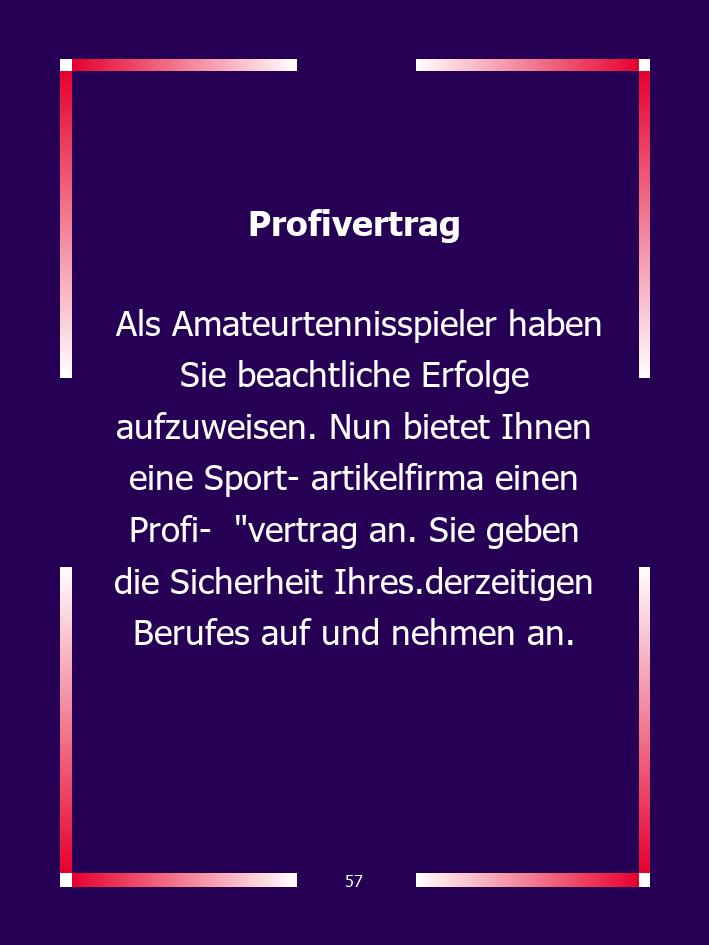 Profivertrag
Als Amateurtennisspieler haben
Sie beachtliche Erfolge
aufzuweisen. Nun bietet Ihnen
eine Sport- artikelfirma einen
Profi-  "vertrag an. Sie geben
die Sicherheit Ihres.derzeitigen
Berufes auf und nehmen an.
57